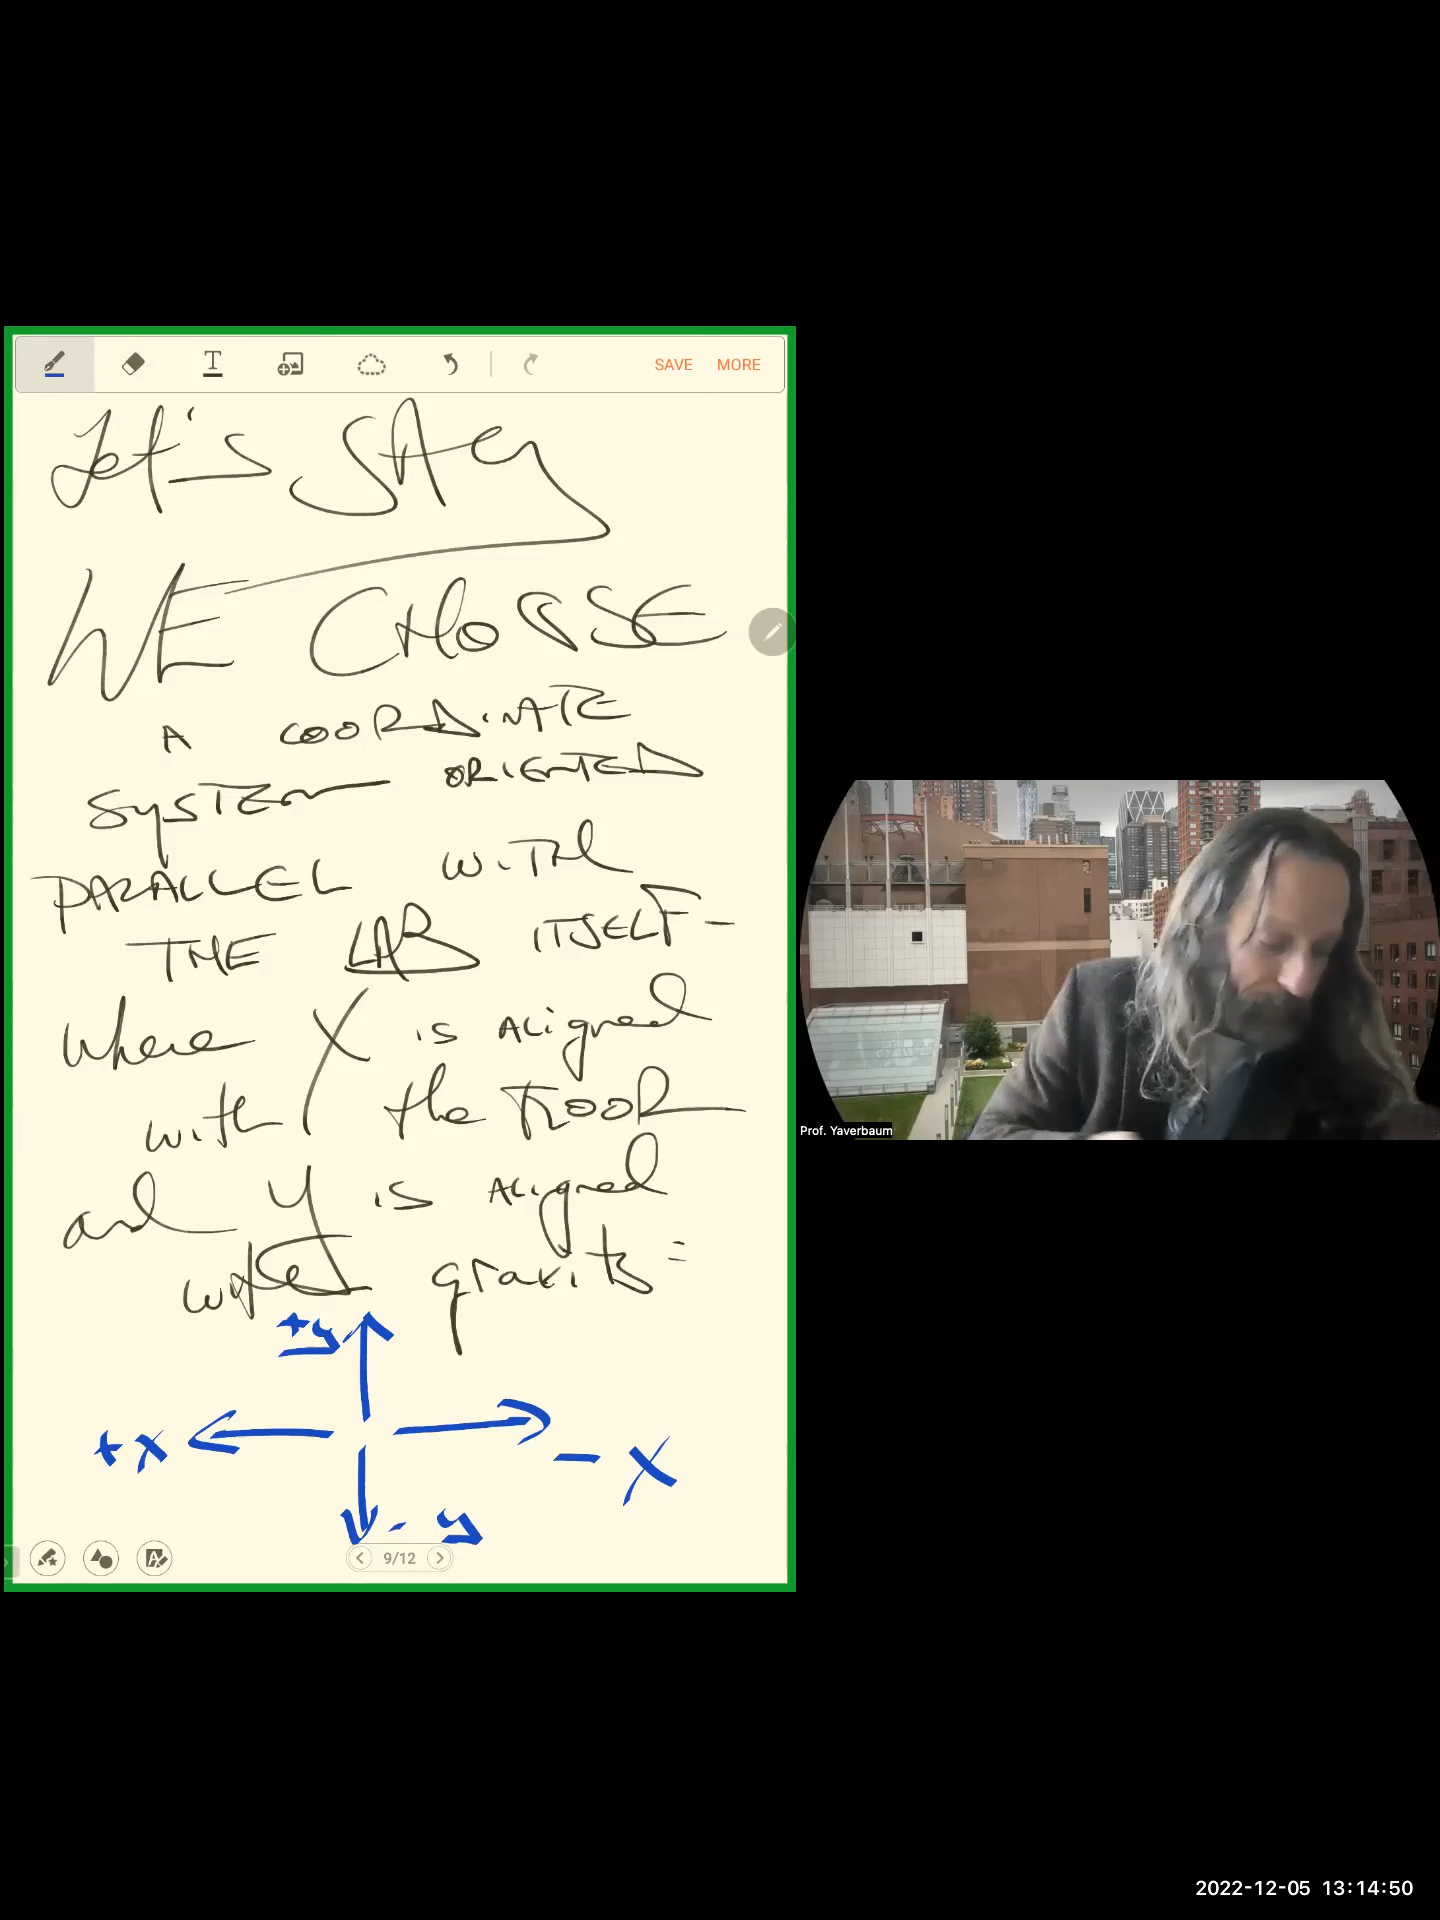 T
SAVE
MORE
Let's SAy
WE CHOOSE
A COORDINATE
SySTEM ORIENTED
PARALLEL WITH
THE LAB ITSELF-
Where X is ALigned
with the FLOOR
and y is ALigned
with gravity =
+y
+x
- x
- y
9/12
Prof. Yaverbaum
2022-12-05 13:14:50